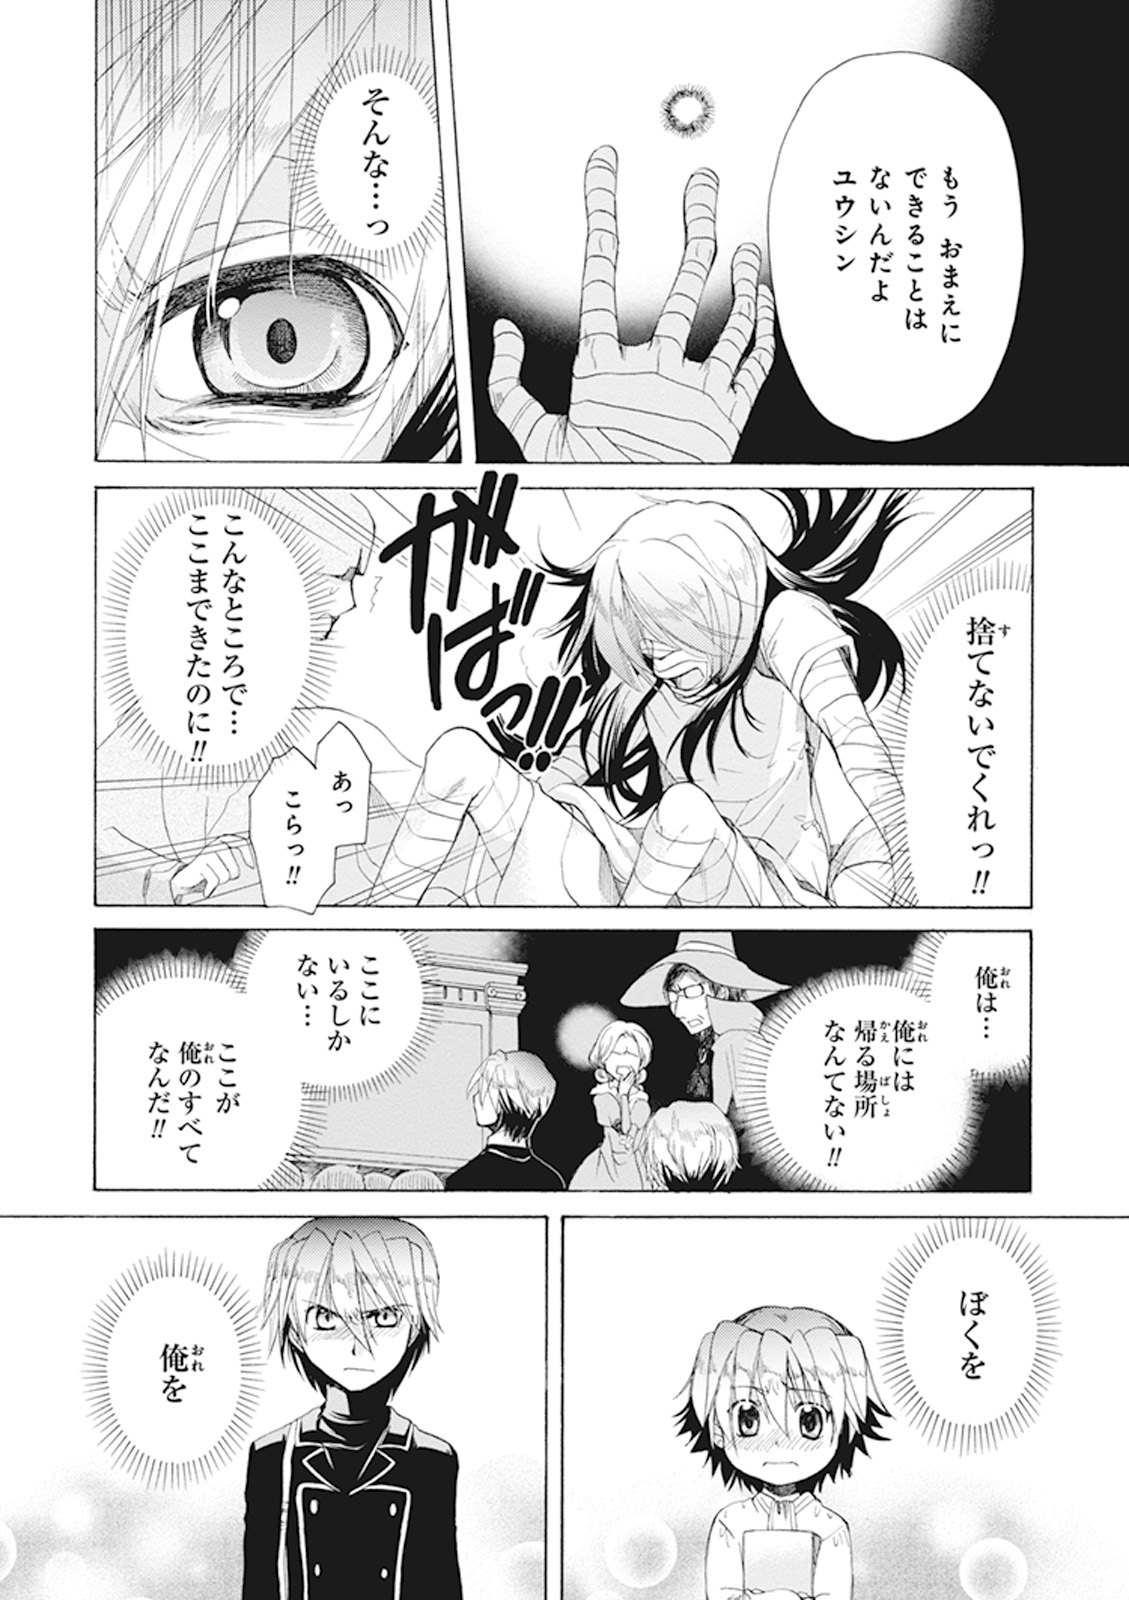 もう おまえに
できることは
ないんだよ
ユウシン
そんな…っ
捨てないでくれっ!!
ガバっ!!
こんなところで…
ここまできたのに!!
あっ
こらっ!!
俺は…
俺には
帰る場所
なんてない!!
ここに
いるしか
ない…
ここが
俺のすべて
なんだ!!
ぼくを
俺を